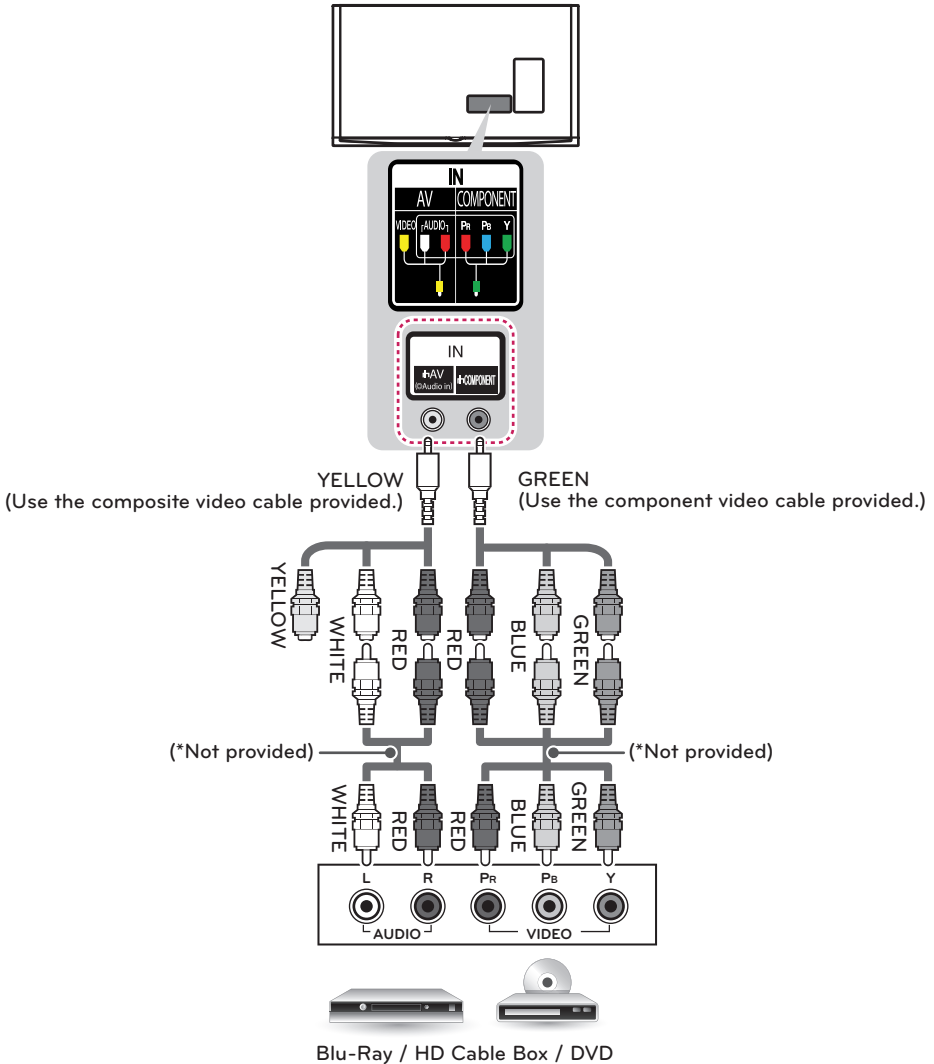 IN
AV COMPONENT
VIDEO AUDIO PR PB Y
IN
AV COMPONENT
(Audio in)
YELLOW GREEN
(Use the composite video cable provided.) (Use the component video cable provided.)
YELLOW WHITE RED RED BLUE GREEN
(*Not provided) (*Not provided)
WHITE RED RED BLUE GREEN
L R PR PB Y
AUDIO VIDEO
Blu-Ray / HD Cable Box / DVD